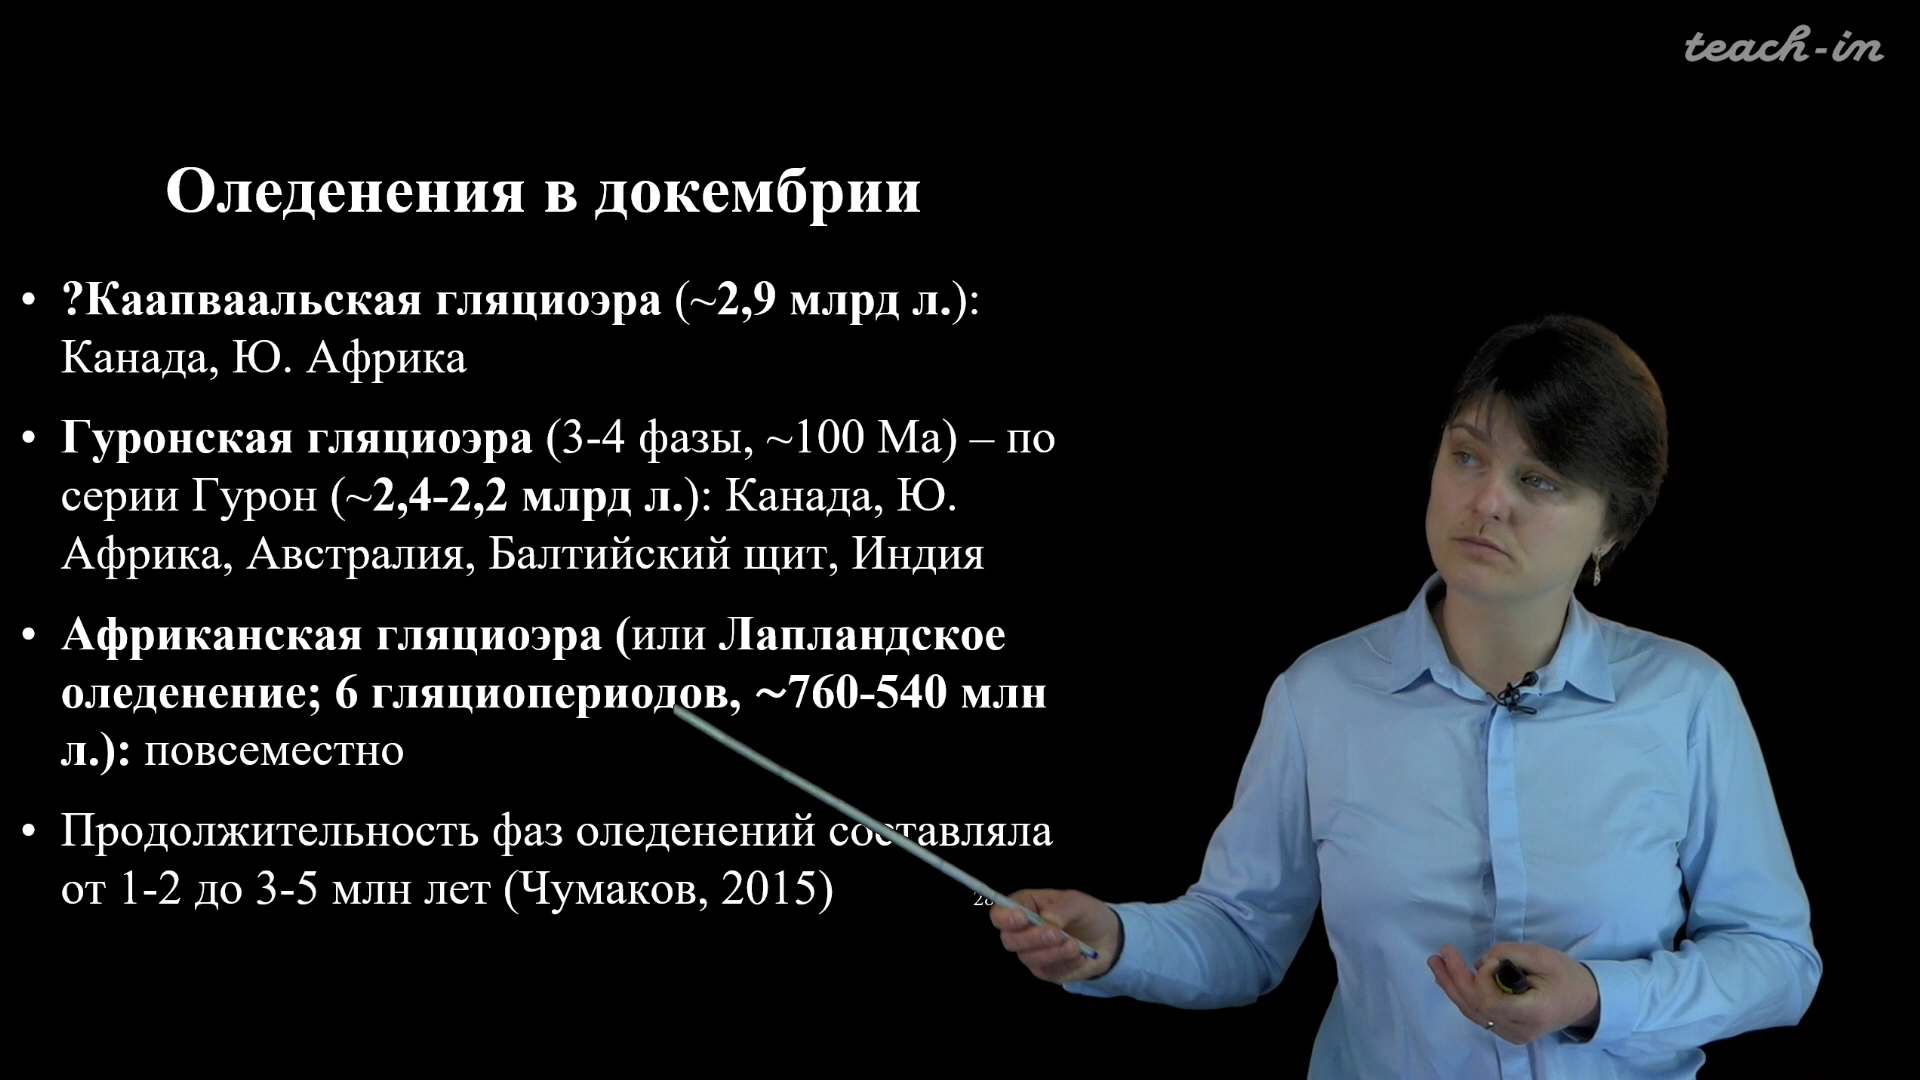 teach-in
Оледенения в докембрии
• ?Каапваальская гляциоэра (~2,9 млрд л.):
Канада, Ю. Африка
• Гуронская гляциоэра (3-4 фазы, ~100 Ма) – по
серии Гурон (~2,4-2,2 млрд л.): Канада, Ю.
Африка, Австралия, Балтийский щит, Индия
• Африканская гляциоэра (или Лапландское
оледенение; 6 гляциопериодов, ~760-540 млн
л.): повсеместно
• Продолжительность фаз оледенений составляла
от 1-2 до 3-5 млн лет (Чумаков, 2015)